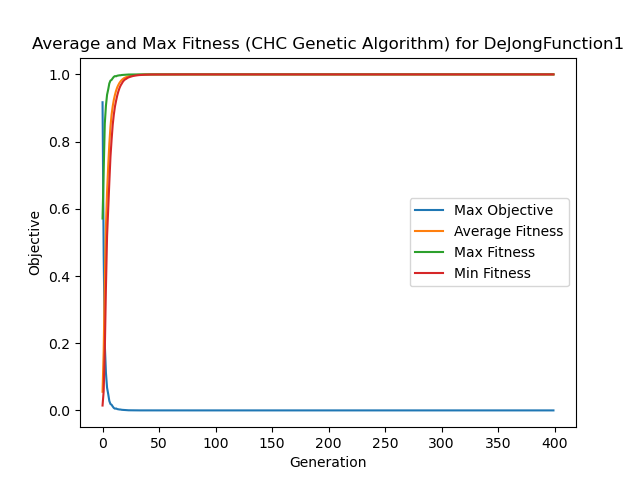 Average and Max Fitness (CHC Genetic Algorithm) for DeJongFunction1
1.0
0.8
0.6
0.4
0.2
0.0
Objective
Max Objective
Average Fitness
Max Fitness
Min Fitness
0 50 100 150 200 250 300 350 400
Generation